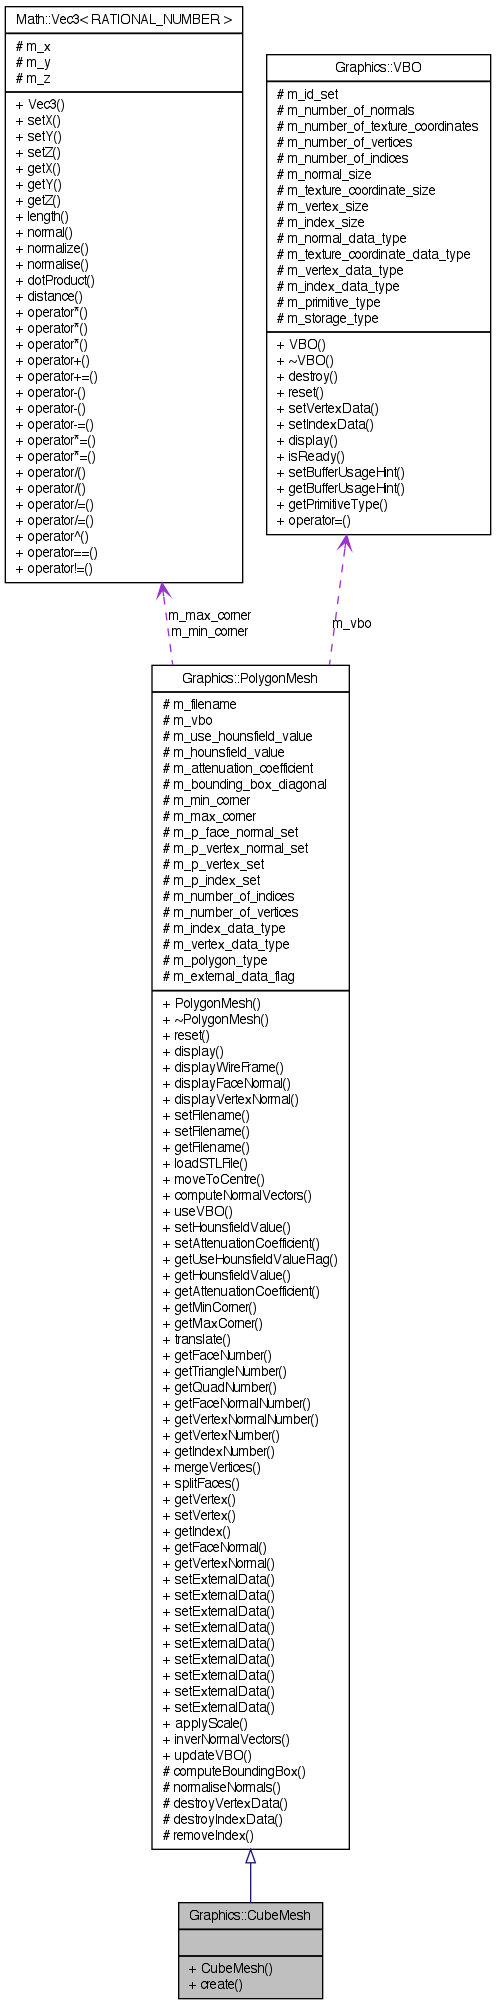 Math::Vec3< RATIONAL_NUMBER >
# m_x
# m_y
# m_z
+ Vec3()
+ setX()
+ setY()
+ setZ()
+ getX()
+ getY()
+ getZ()
+ length()
+ normal()
+ normalize()
+ normalise()
+ dotProduct()
+ distance()
+ operator*()
+ operator*()
+ operator*()
+ operator+()
+ operator+=()
+ operator-()
+ operator-()
+ operator-=()
+ operator*=()
+ operator*=()
+ operator/()
+ operator/()
+ operator/=()
+ operator/=()
+ operator^()
+ operator==()
+ operator!=()
Graphics::VBO
# m_id_set
# m_number_of_normals
# m_number_of_texture_coordinates
# m_number_of_vertices
# m_number_of_indices
# m_normal_size
# m_texture_coordinate_size
# m_vertex_size
# m_index_size
# m_normal_data_type
# m_texture_coordinate_data_type
# m_vertex_data_type
# m_index_data_type
# m_primitive_type
# m_storage_type
+ VBO()
+ ~VBO()
+ destroy()
+ reset()
+ setVertexData()
+ setIndexData()
+ display()
+ isReady()
+ setBufferUsageHint()
+ getBufferUsageHint()
+ getPrimitiveType()
+ operator=()
m_max_corner
m_min_corner
m_vbo
Graphics::PolygonMesh
# m_filename
# m_vbo
# m_use_hounsfield_value
# m_hounsfield_value
# m_attenuation_coefficient
# m_bounding_box_diagonal
# m_min_corner
# m_max_corner
# m_p_face_normal_set
# m_p_vertex_normal_set
# m_p_vertex_set
# m_p_index_set
# m_number_of_indices
# m_number_of_vertices
# m_index_data_type
# m_vertex_data_type
# m_polygon_type
# m_external_data_flag
+ PolygonMesh()
+ ~PolygonMesh()
+ reset()
+ display()
+ displayWireFrame()
+ displayFaceNormal()
+ displayVertexNormal()
+ setFilename()
+ setFilename()
+ getFilename()
+ loadSTLFile()
+ moveToCentre()
+ computeNormalVectors()
+ useVBO()
+ setHounsfieldValue()
+ setAttenuationCoefficient()
+ getUseHounsfieldValueFlag()
+ getHounsfieldValue()
+ getAttenuationCoefficient()
+ getMinCorner()
+ getMaxCorner()
+ translate()
+ getFaceNumber()
+ getTriangleNumber()
+ getQuadNumber()
+ getFaceNormalNumber()
+ getVertexNormalNumber()
+ getVertexNumber()
+ getIndexNumber()
+ mergeVertices()
+ splitFaces()
+ getVertex()
+ setVertex()
+ getIndex()
+ getFaceNormal()
+ getVertexNormal()
+ setExternalData()
+ setExternalData()
+ setExternalData()
+ setExternalData()
+ setExternalData()
+ setExternalData()
+ setExternalData()
+ setExternalData()
+ setExternalData()
+ applyScale()
+ inverNormalVectors()
+ updateVBO()
# computeBoundingBox()
# normaliseNormals()
# destroyVertexData()
# destroyIndexData()
# removeIndex()
Graphics::CubeMesh
+ CubeMesh()
+ create()